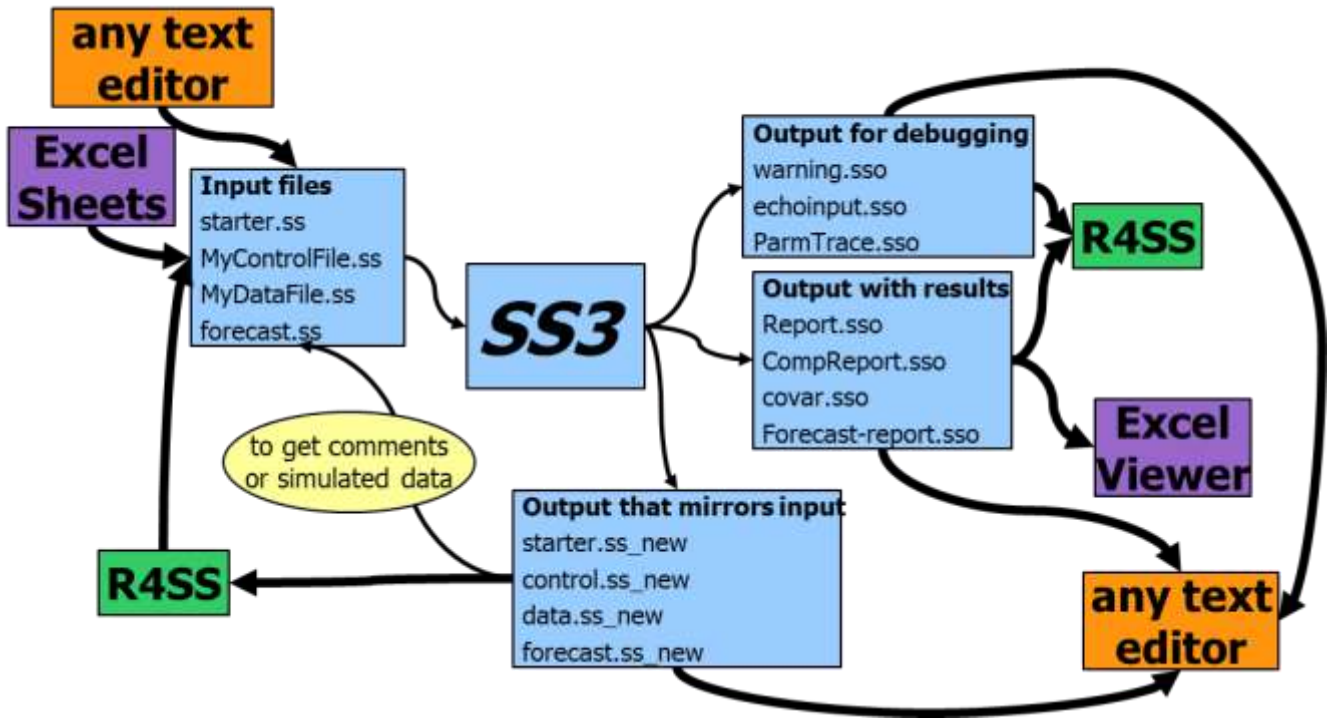 any text
editor
Excel
Sheets
Input files
starter.ss
MyControlFile.ss
MyDataFile.ss
forecast.ss
SS3
Output for debugging
warning.sso
echoinput.sso
ParmTrace.sso
R4SS
Output with results
Report.sso
CompReport.sso
covar.sso
Forecast-report.sso
Excel
Viewer
to get comments
or simulated data
Output that mirrors input
starter.ss_new
control.ss_new
data.ss_new
forecast.ss_new
R4SS
any text
editor